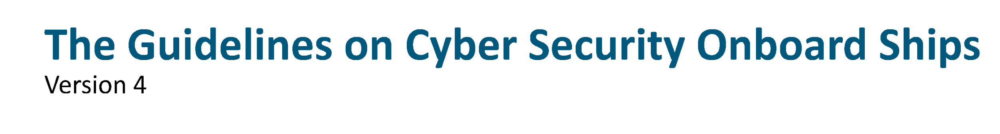 The Guidelines on Cyber Security Onboard Ships
Version 4